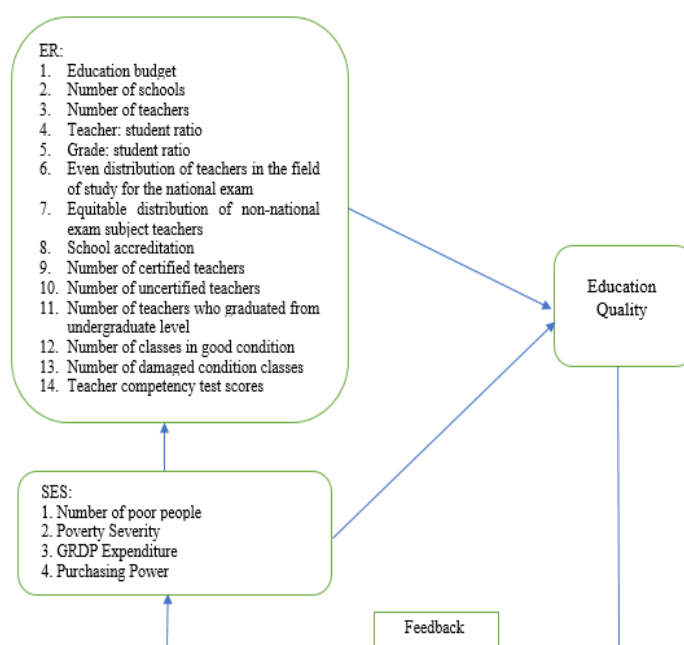 ER:
1. Education budget
2. Number of schools
3. Number of teachers
4. Teacher: student ratio
5. Grade: student ratio
6. Even distribution of teachers in the field
of study for the national exam
7. Equitable distribution of non-national
exam subject teachers
8. School accreditation
9. Number of certified teachers
10. Number of uncertified teachers
11. Number of teachers who graduated from
undergraduate level
12. Number of classes in good condition
13. Number of damaged condition classes
14. Teacher competency test scores
Education
Quality
SES:
1. Number of poor people
2. Poverty Severity
3. GRDP Expenditure
4. Purchasing Power
Feedback